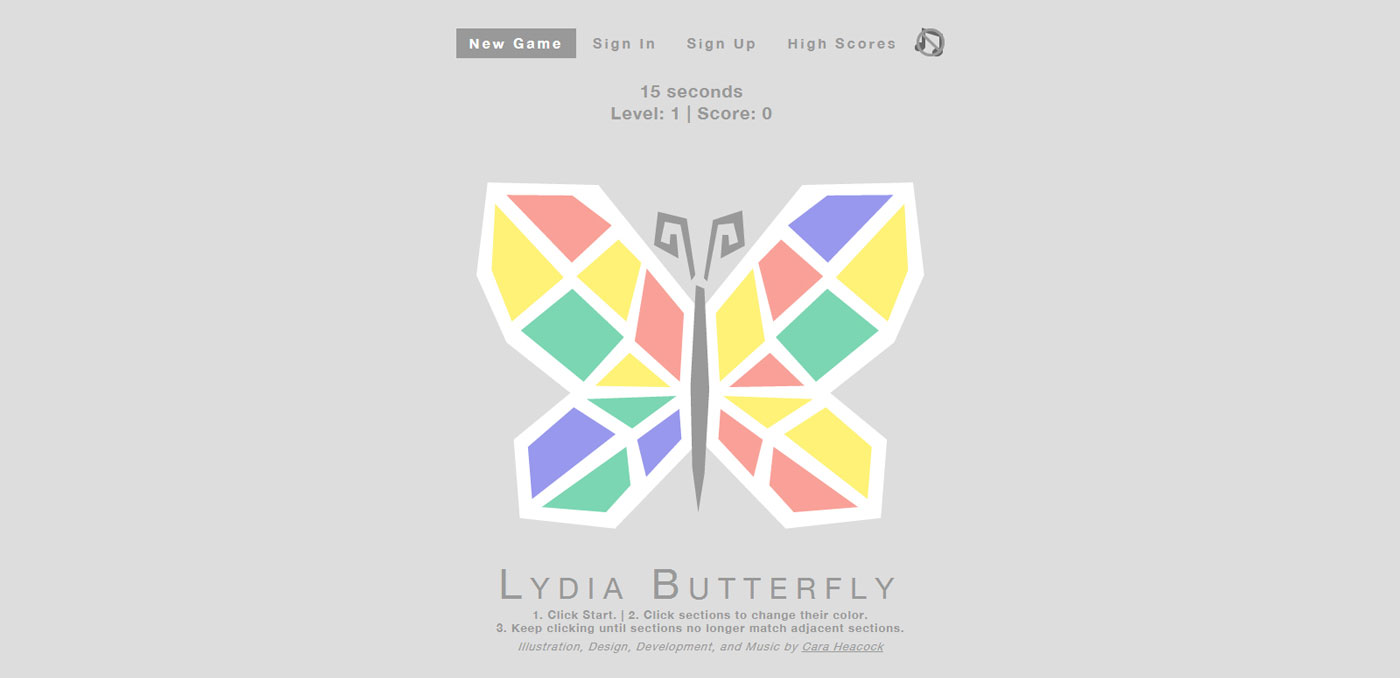 New Game Sign In Sign Up High Scores
15 seconds
Level: 1 | Score: 0
LYDIA BUTTERFLY
1. Click Start. | 2. Click sections to change their color.
3. Keep clicking until sections no longer match adjacent sections.
Illustration, Design, Development, and Music by Cara Heacock